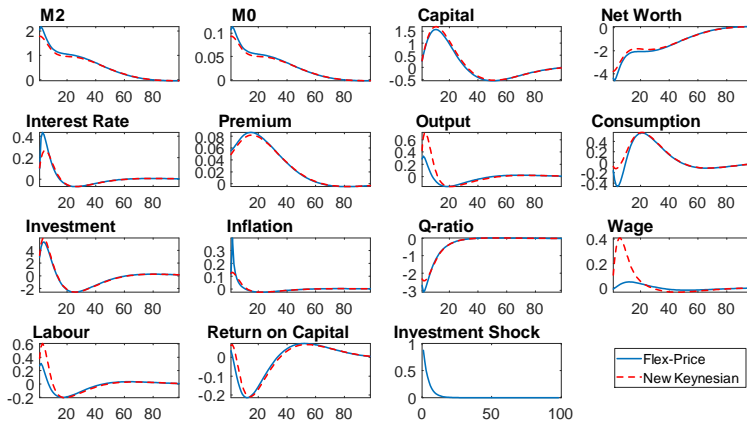 M2 M0 Capital Net Worth
2 0.1 1.5 0
1 0.05 1 -2
0 0 0.5 -4
0
-0.5
20 40 60 80 20 40 60 80 20 40 60 80 20 40 60 80
Interest Rate Premium Output Consumption
0.4 0.08 0.6 0.4
0.2 0.06 0.4 0.2
0 0.04 0.2 0
0.02 0 -0.2
0 -0.4
20 40 60 80 20 40 60 80 20 40 60 80 20 40 60 80
Investment Inflation Q-ratio Wage
4 0.3 0 0.4
2 0.2 -1 0.2
0 0.1 -2 0
-2 0 -3
20 40 60 80 20 40 60 80 20 40 60 80 100 20 40 60 80
Labour Return on Capital Investment Shock
0.6 0 1
0.4 -0.1 0.5
0.2 -0.2 0
0
-0.2
20 40 60 80 20 40 60 80 0 50 100
Flex-Price
New Keynesian